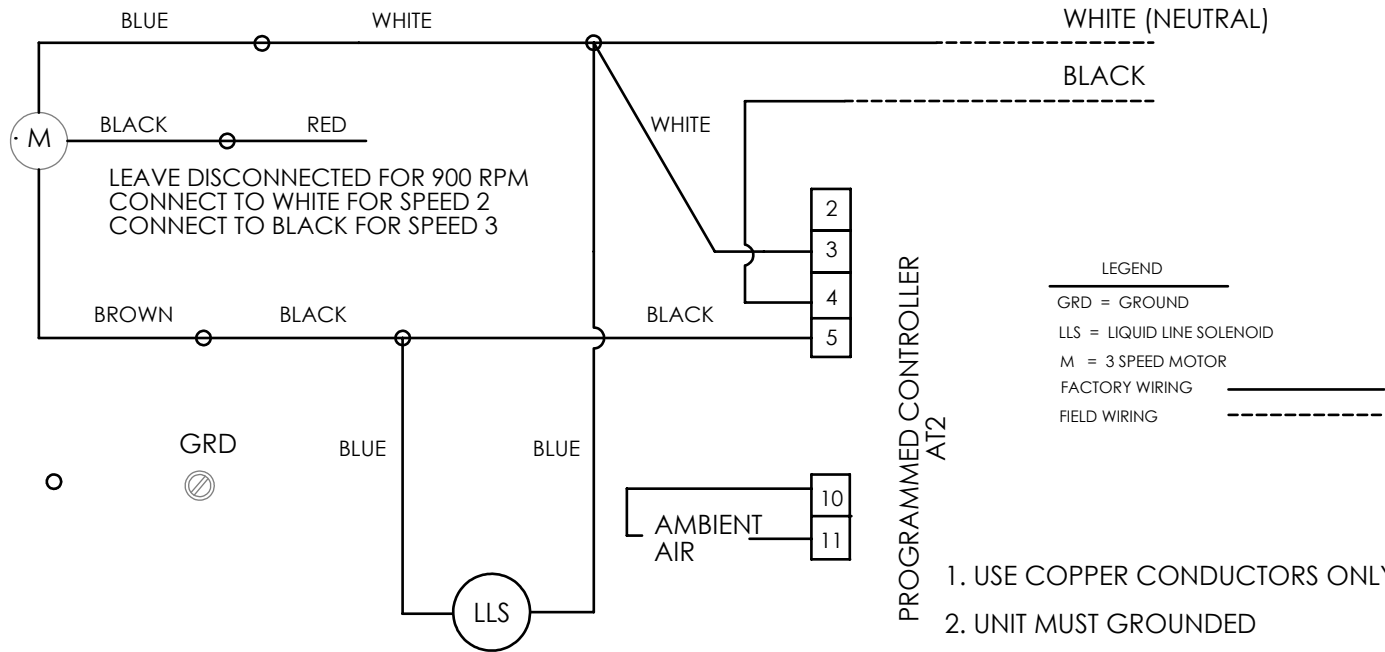 BLUE
WHITE
WHITE (NEUTRAL)
BLACK
M
BLACK
RED
WHITE
LEAVE DISCONNECTED FOR 900 RPM
CONNECT TO WHITE FOR SPEED 2
CONNECT TO BLACK FOR SPEED 3
2
3
4
5
BROWN
BLACK
BLACK
PROGRAMMED CONTROLLER
AT2
LEGEND
GRD = GROUND
LLS = LIQUID LINE SOLENOID
M = 3 SPEED MOTOR
FACTORY WIRING
FIELD WIRING
GRD
BLUE
BLUE
10
11
AMBIENT
AIR
LLS
1. USE COPPER CONDUCTORS ONLY
2. UNIT MUST GROUNDED